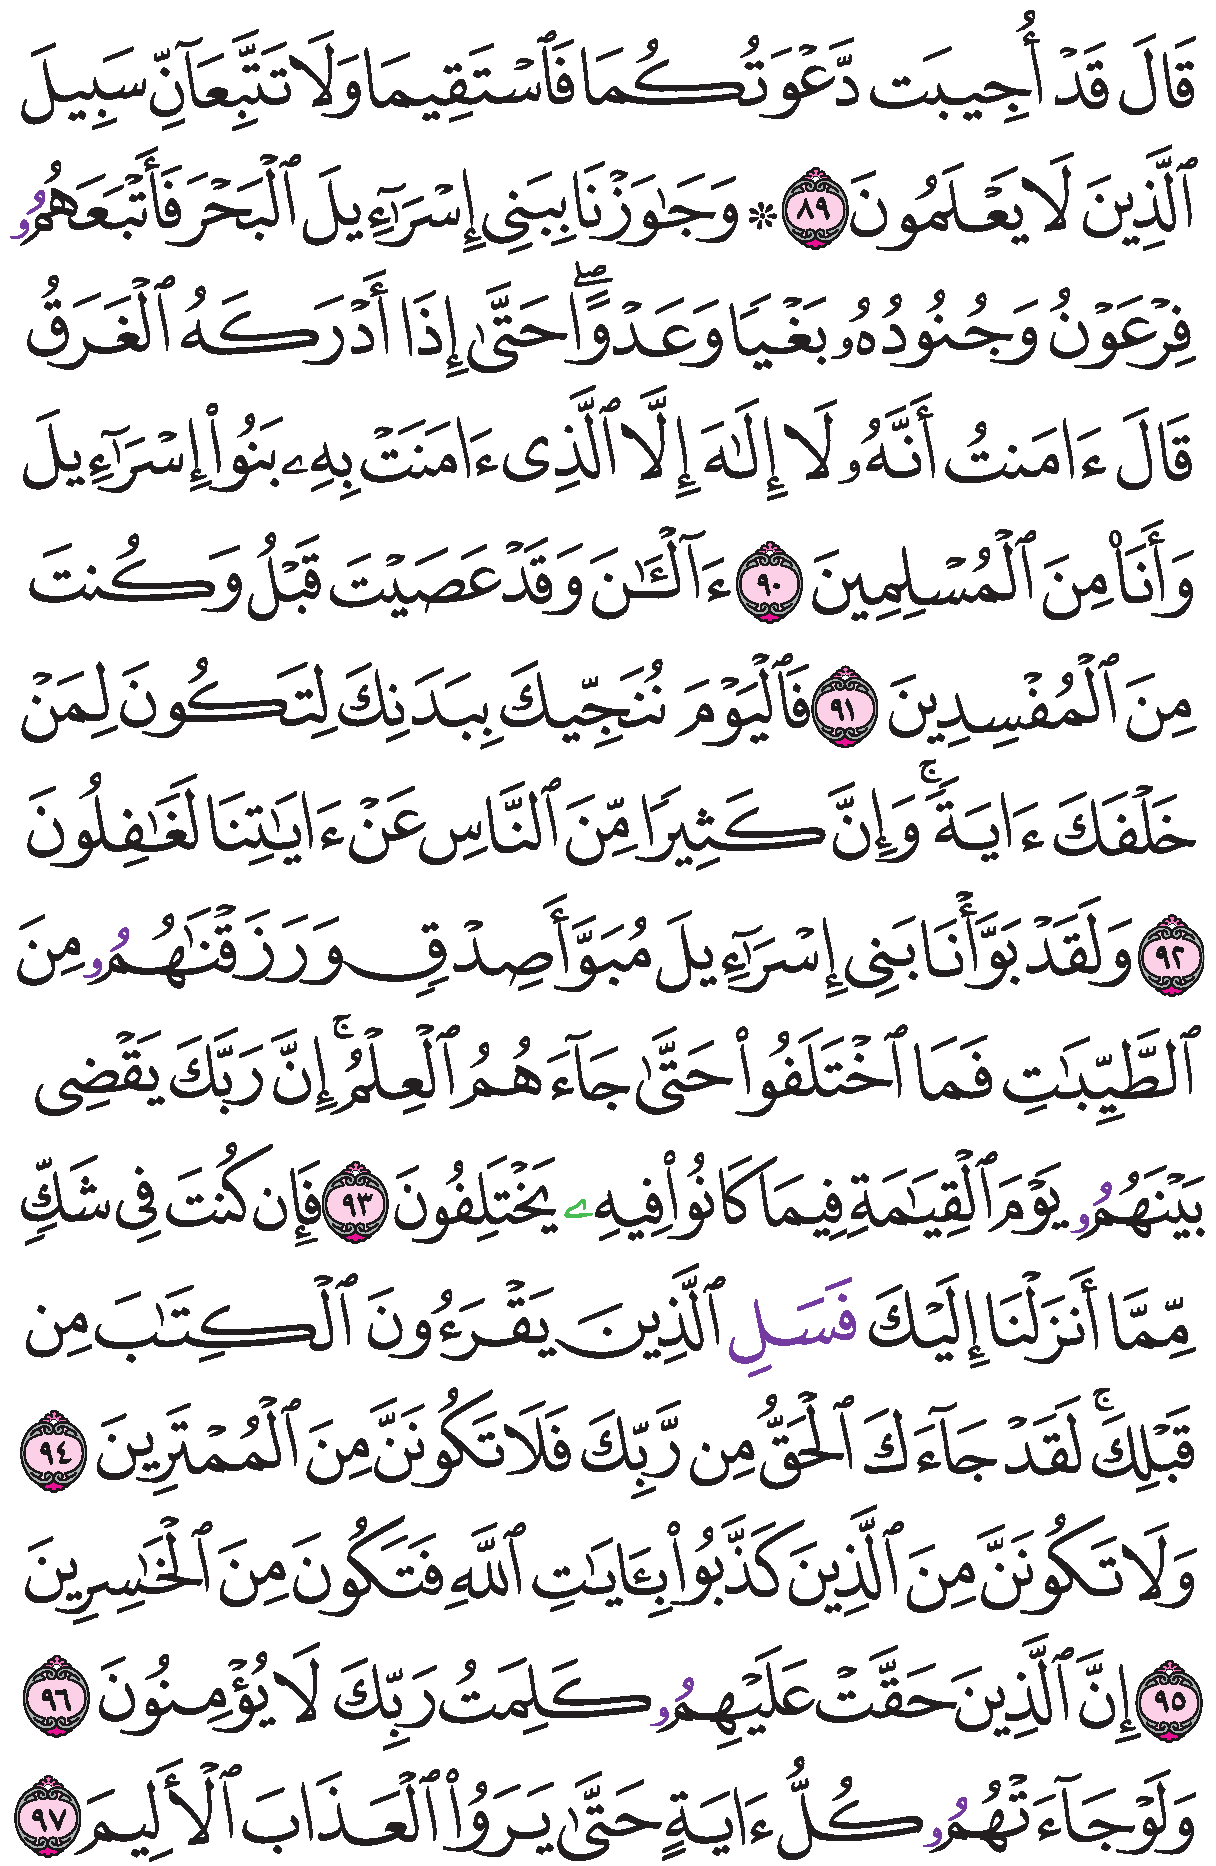 قَالَ قَدْ أُجِيبَت دَّعْوَتُكُمَا فَٱسْتَقِيمَا وَلَا تَتَّبِعَآنِّ سَبِيلَ
ٱلَّذِينَ لَا يَعْلَمُونَ ٨٩ ۞ وَجَٰوَزْنَا بِبَنِىٓ إِسْرَٰٓءِيلَ ٱلْبَحْرَ فَأَتْبَعَهُمُۥ
فِرْعَوْنُ وَجُنُودُهُۥ بَغْيًا وَعَدْوًا ۖ حَتَّىٰٓ إِذَآ أَدْرَكَهُ ٱلْغَرَقُ
قَالَ ءَامَنتُ أَنَّهُۥ لَآ إِلَٰهَ إِلَّا ٱلَّذِىٓ ءَامَنَتْ بِهِۦ بَنُوٓا۟ إِسْرَٰٓءِيلَ
وَأَنَا۠ مِنَ ٱلْمُسْلِمِينَ ٩٠ ءَآلْـَٰٔنَ وَقَدْ عَصَيْتَ قَبْلُ وَكُنتَ
مِنَ ٱلْمُفْسِدِينَ ٩١ فَٱلْيَوْمَ نُنَجِّيكَ بِبَدَنِكَ لِتَكُونَ لِمَنْ
خَلْفَكَ ءَايَةً ۚ وَإِنَّ كَثِيرًا مِّنَ ٱلنَّاسِ عَنْ ءَايَٰتِنَا لَغَٰفِلُونَ
٩٢ وَلَقَدْ بَوَّأْنَا بَنِىٓ إِسْرَٰٓءِيلَ مُبَوَّأَ صِدْقٍ وَرَزَقْنَٰهُمُۥ مِنَ
ٱلطَّيِّبَٰتِ فَمَا ٱخْتَلَفُوا۟ حَتَّىٰ جَآءَهُمُ ٱلْعِلْمُ ۚ إِنَّ رَبَّكَ يَقْضِى
بَيْنَهُمُۥ يَوْمَ ٱلْقِيَٰمَةِ فِيمَا كَانُوا۟ فِيهِۦ يَخْتَلِفُونَ ٩٣ فَإِن كُنتَ فِى شَكٍّ
مِّمَّآ أَنزَلْنَآ إِلَيْكَ فَسَلِ ٱلَّذِينَ يَقْرَءُونَ ٱلْكِتَٰبَ مِن
قَبْلِكَ ۚ لَقَدْ جَآءَكَ ٱلْحَقُّ مِن رَّبِّكَ فَلَا تَكُونَنَّ مِنَ ٱلْمُمْتَرِينَ ٩٤
وَلَا تَكُونَنَّ مِنَ ٱلَّذِينَ كَذَّبُوا۟ بِـَٔايَٰتِ ٱللَّهِ فَتَكُونَ مِنَ ٱلْخَٰسِرِينَ
٩٥ إِنَّ ٱلَّذِينَ حَقَّتْ عَلَيْهِمُۥ كَلِمَتُ رَبِّكَ لَا يُؤْمِنُونَ ٩٦
وَلَوْ جَآءَتْهُمُۥ كُلُّ ءَايَةٍ حَتَّىٰ يَرَوُا۟ ٱلْعَذَابَ ٱلْأَلِيمَ ٩٧